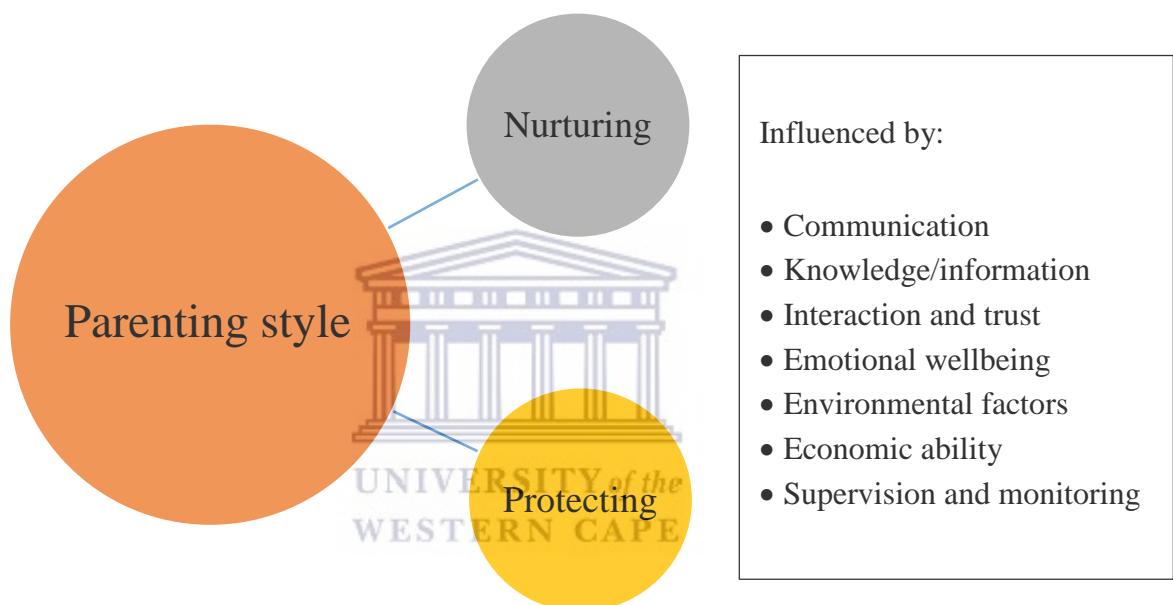 Nurturing
Parenting style
Protecting
UNIVERSITY of the
WESTERN CAPE
Influenced by:
• Communication
• Knowledge/information
• Interaction and trust
• Emotional wellbeing
• Environmental factors
• Economic ability
• Supervision and monitoring